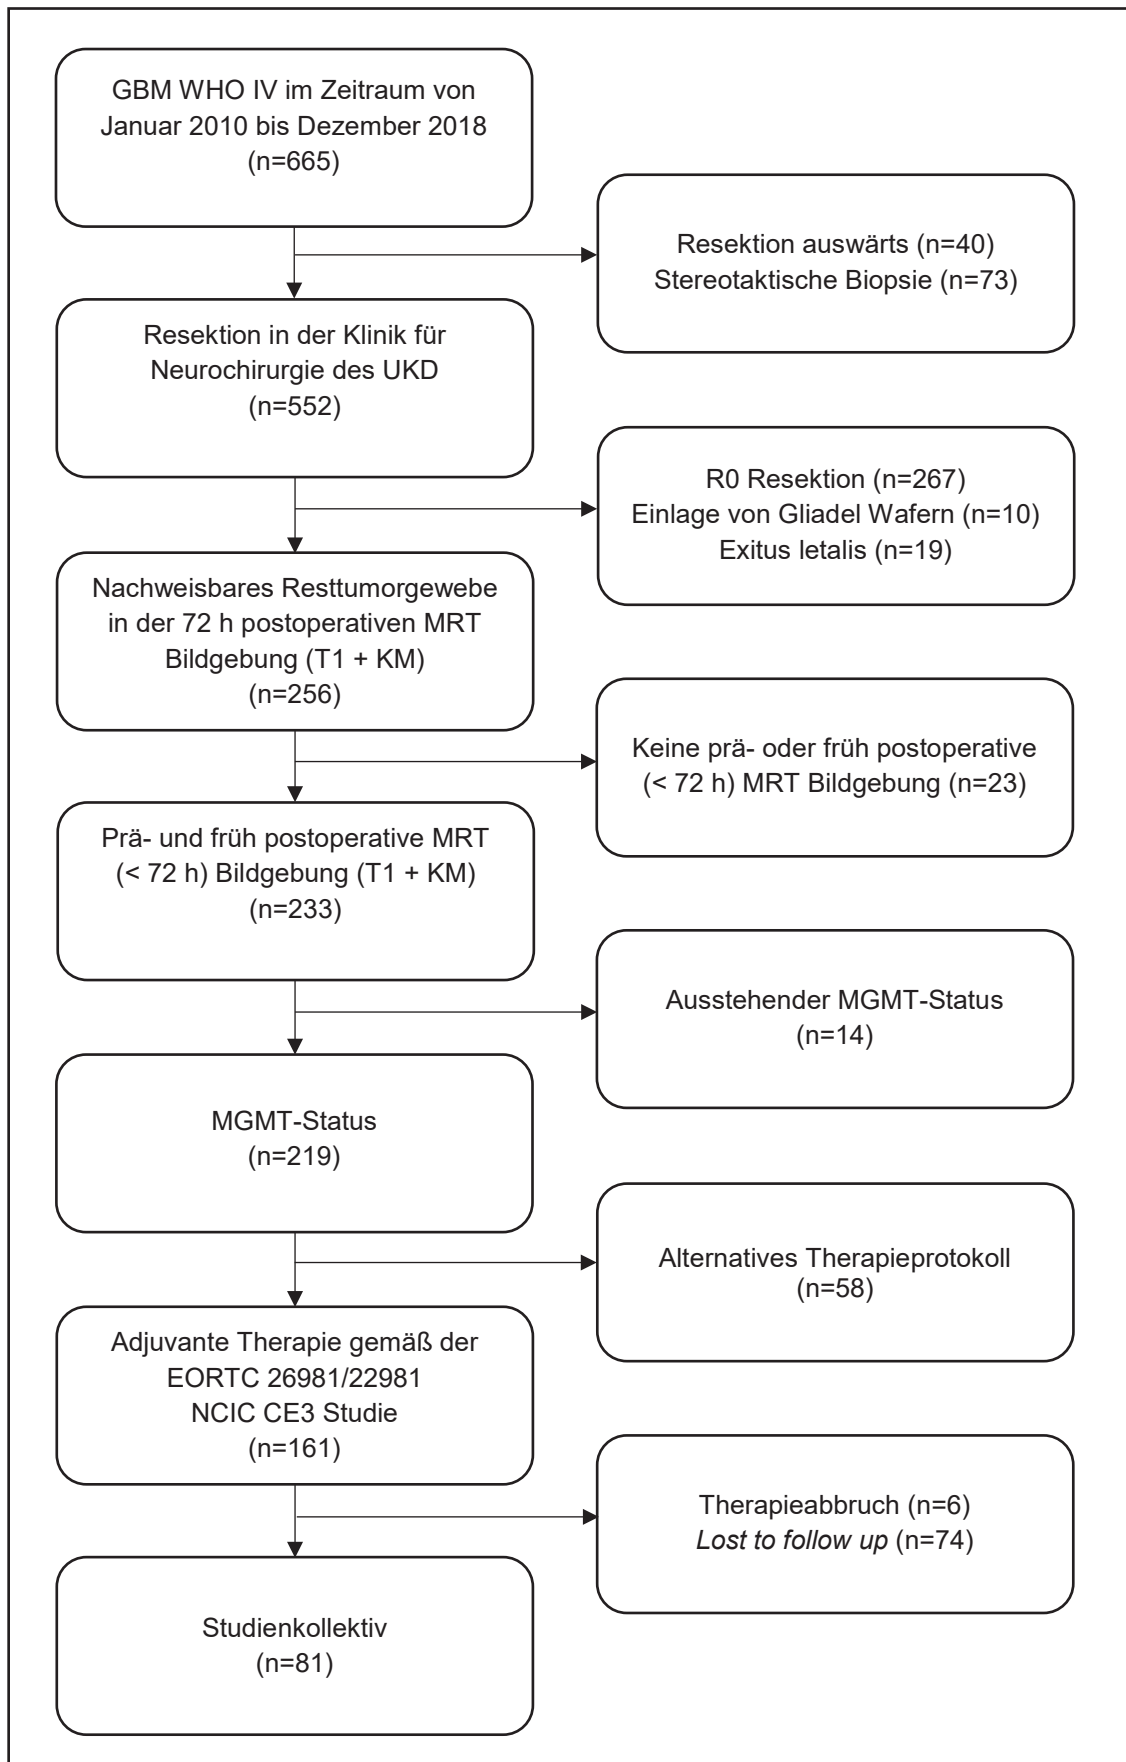 GBM WHO IV im Zeitraum von
Januar 2010 bis Dezember 2018
(n=665)
Resektion auswärts (n=40)
Stereotaktische Biopsie (n=73)
Resektion in der Klinik für
Neurochirurgie des UKD
(n=552)
R0 Resektion (n=267)
Einlage von Gliadel Wafern (n=10)
Exitus letalis (n=19)
Nachweisbares Resttumorgewebe
in der 72 h postoperativen MRT
Bildgebung (T1 + KM)
(n=256)
Keine prä- oder früh postoperative
(< 72 h) MRT Bildgebung (n=23)
Prä- und früh postoperative MRT
(< 72 h) Bildgebung (T1 + KM)
(n=233)
Ausstehender MGMT-Status
(n=14)
MGMT-Status
(n=219)
Alternatives Therapieprotokoll
(n=58)
Adjuvante Therapie gemäß der
EORTC 26981/22981
NCIC CE3 Studie
(n=161)
Therapieabbruch (n=6)
Lost to follow up (n=74)
Studienkollektiv
(n=81)